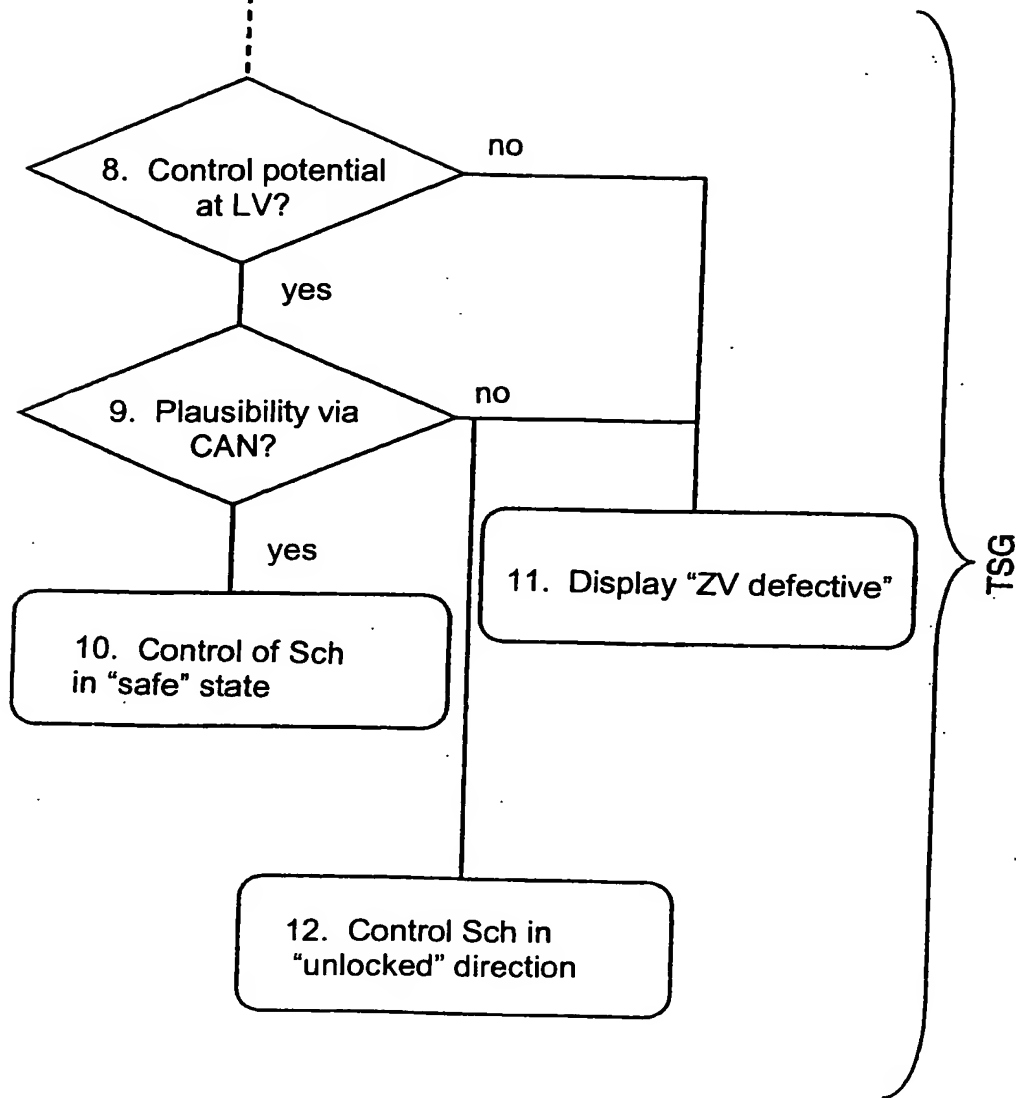 8. Control potential
at LV?
no
yes
9. Plausibility via
CAN?
no
yes
11. Display “ZV defective”
10. Control of Sch
in “safe” state
12. Control Sch in
“unlocked” direction
TSG